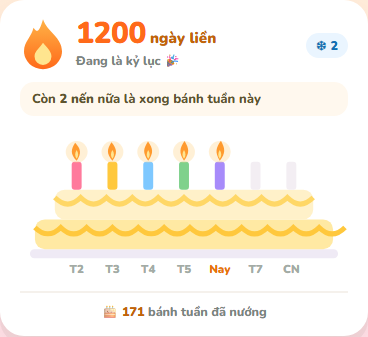 1200 ngày liền
Đang là kỷ lục 🎉
❄ 2
Còn 2 nến nữa là xong bánh tuần này
T2 T3 T4 T5 Nay T7 CN
🎂 171 bánh tuần đã nướng